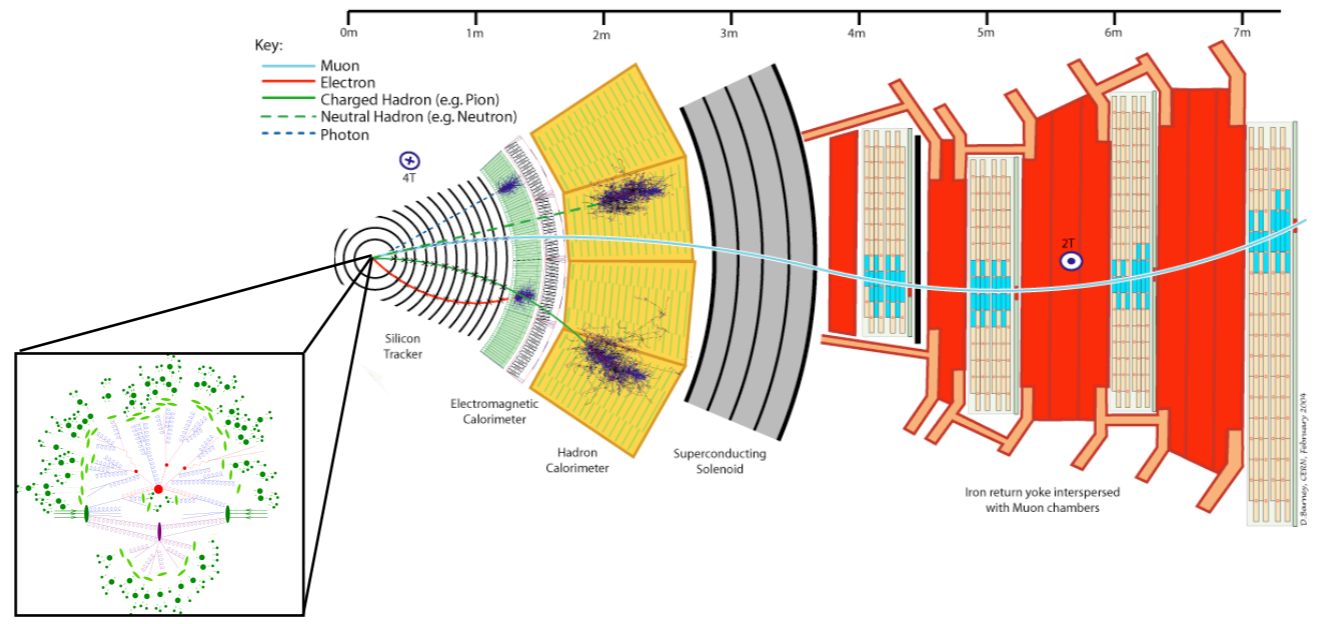 0m 1m 2m 3m 4m 5m 6m 7m
Key:
Muon
Electron
Charged Hadron (e.g. Pion)
Neutral Hadron (e.g. Neutron)
Photon
4T
2T
Silicon
Tracker
Electromagnetic
Calorimeter
Hadron
Calorimeter
Superconducting
Solenoid
Iron return yoke interspersed
with Muon chambers
D.Barney, CERN, February 2004